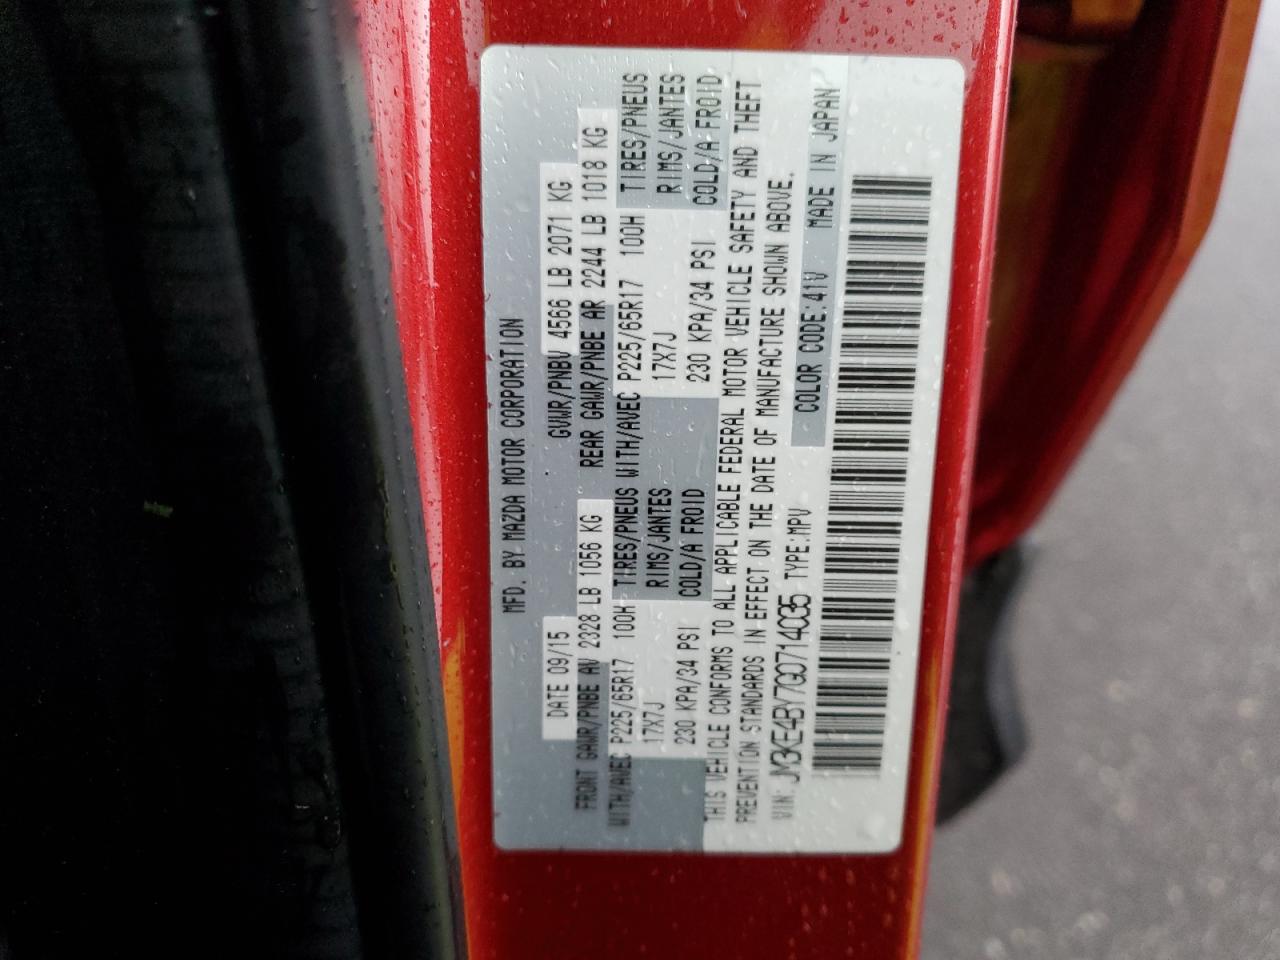 MFD. BY MAZDA MOTOR CORPORATION
DATE 09/15 GVWR/PNBV 4566 LB 2071 KG
FRONT GAWR/PNBE AV 2328 LB 1056 KG REAR GAWR/PNBE AR 2244 LB 1018 KG
WITH/AVEC P225/65R17 100H TIRES/PNEUS WITH/AVEC P225/65R17 100H TIRES/PNEUS
17X7J RIMS/JANTES 17X7J RIMS/JANTES
230 KPA/34 PSI COLD/A FROID 230 KPA/34 PSI COLD/A FROID
THIS VEHICLE CONFORMS TO ALL APPLICABLE FEDERAL MOTOR VEHICLE SAFETY AND THEFT
PREVENTION STANDARDS IN EFFECT ON THE DATE OF MANUFACTURE SHOWN ABOVE.
VIN: JM3KE4BY7G0714035 TYPE:MPV COLOR CODE:41V MADE IN JAPAN